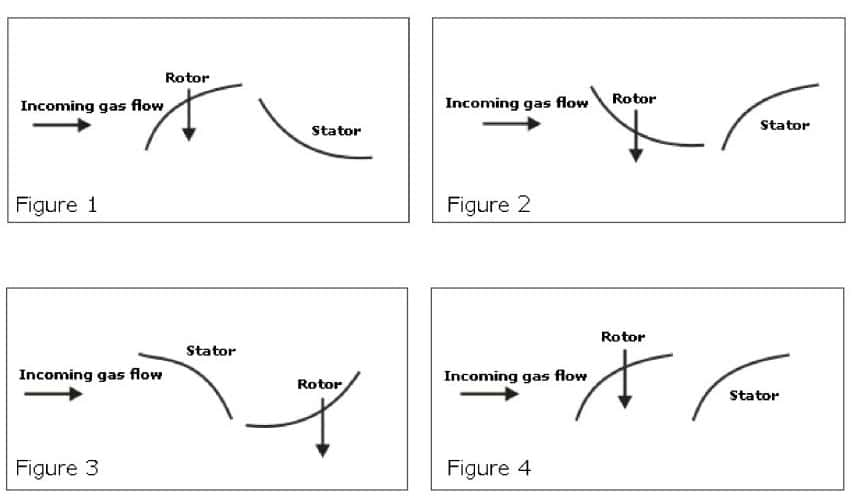 Rotor
Incoming gas flow
Stator
Figure 1
Incoming gas flow
Rotor
Stator
Figure 2
Stator
Incoming gas flow
Rotor
Figure 3
Rotor
Incoming gas flow
Stator
Figure 4